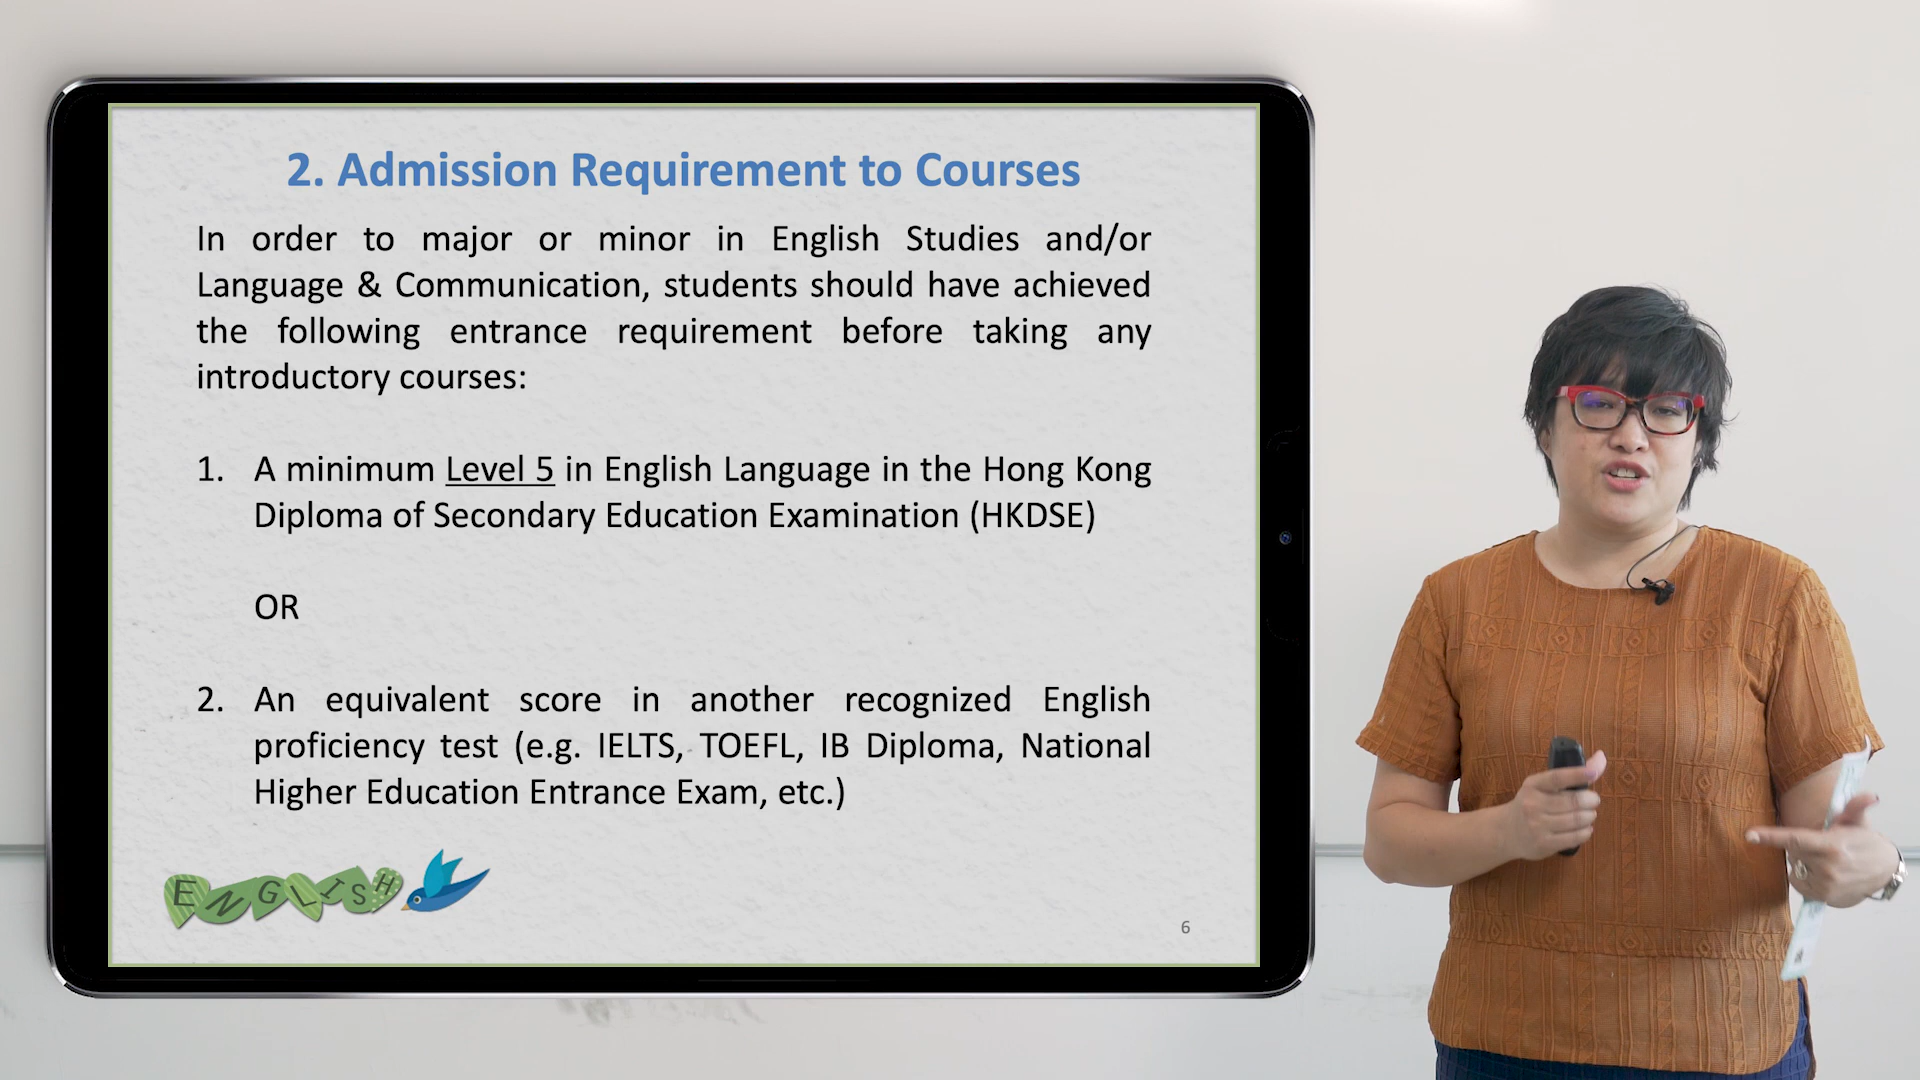 2. Admission Requirement to Courses
In order to major or minor in English Studies and/or
Language & Communication, students should have achieved
the following entrance requirement before taking any
introductory courses:
1. A minimum Level 5 in English Language in the Hong Kong
Diploma of Secondary Education Examination (HKDSE)
OR
2. An equivalent score in another recognized English
proficiency test (e.g. IELTS, TOEFL, IB Diploma, National
Higher Education Entrance Exam, etc.)
ENGLISH
6